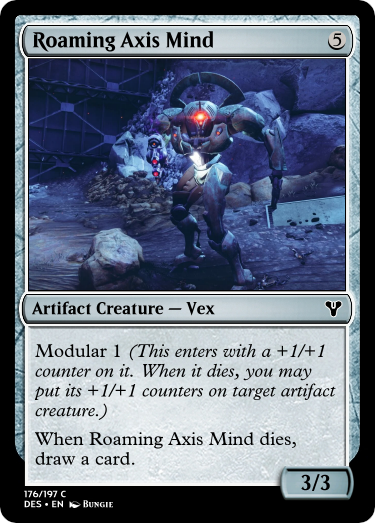 Roaming Axis Mind 5
Artifact Creature — Vex
Modular 1 (This enters with a +1/+1
counter on it. When it dies, you may
put its +1/+1 counters on target artifact
creature.)
When Roaming Axis Mind dies,
draw a card.
3/3
176/197 C
DES • EN Bungie